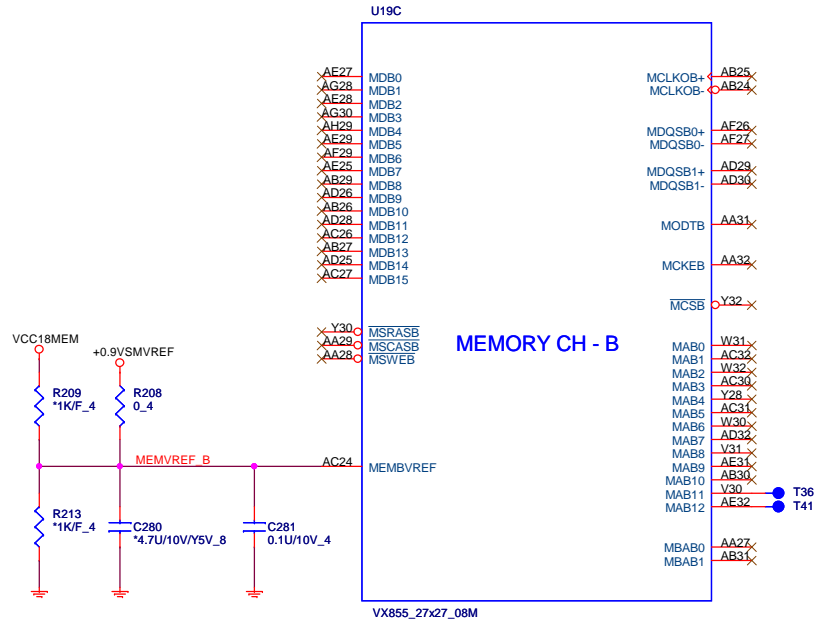 U19C
AE27 MDB0
AG28 MDB1
AE28 MDB2
AG30 MDB3
AH29 MDB4
AE29 MDB5
AF29 MDB6
AE25 MDB7
AB29 MDB8
AD26 MDB9
AB26 MDB10
AD28 MDB11
AC26 MDB12
AB27 MDB13
AD25 MDB14
AC27 MDB15
Y30 MSRASB
AA29 MSCASB
AA28 MSWEB
AC24 MEMBVREF
MEMORY CH - B
MCLKOB+ AB25
MCLKOB- AB24
MDQSB0+ AF26
MDQSB0- AF27
MDQSB1+ AD29
MDQSB1- AD30
MODTB AA31
MCKEB AA32
MCSB Y32
MAB0 W31
MAB1 AC32
MAB2 W32
MAB3 AC30
MAB4 Y28
MAB5 AC31
MAB6 W30
MAB7 AD32
MAB8 V31
MAB9 AE31
MAB10 AB30
MAB11 V30 T36
MAB12 AE32 T41
MBAB0 AA27
MBAB1 AB31
VX855_27x27_08M
VCC18MEM
+0.9VSMVREF
R209
*1K/F_4
R208
0_4
MEMVREF_B
R213
*1K/F_4
C280
*4.7U/10V/Y5V_8
C281
0.1U/10V_4